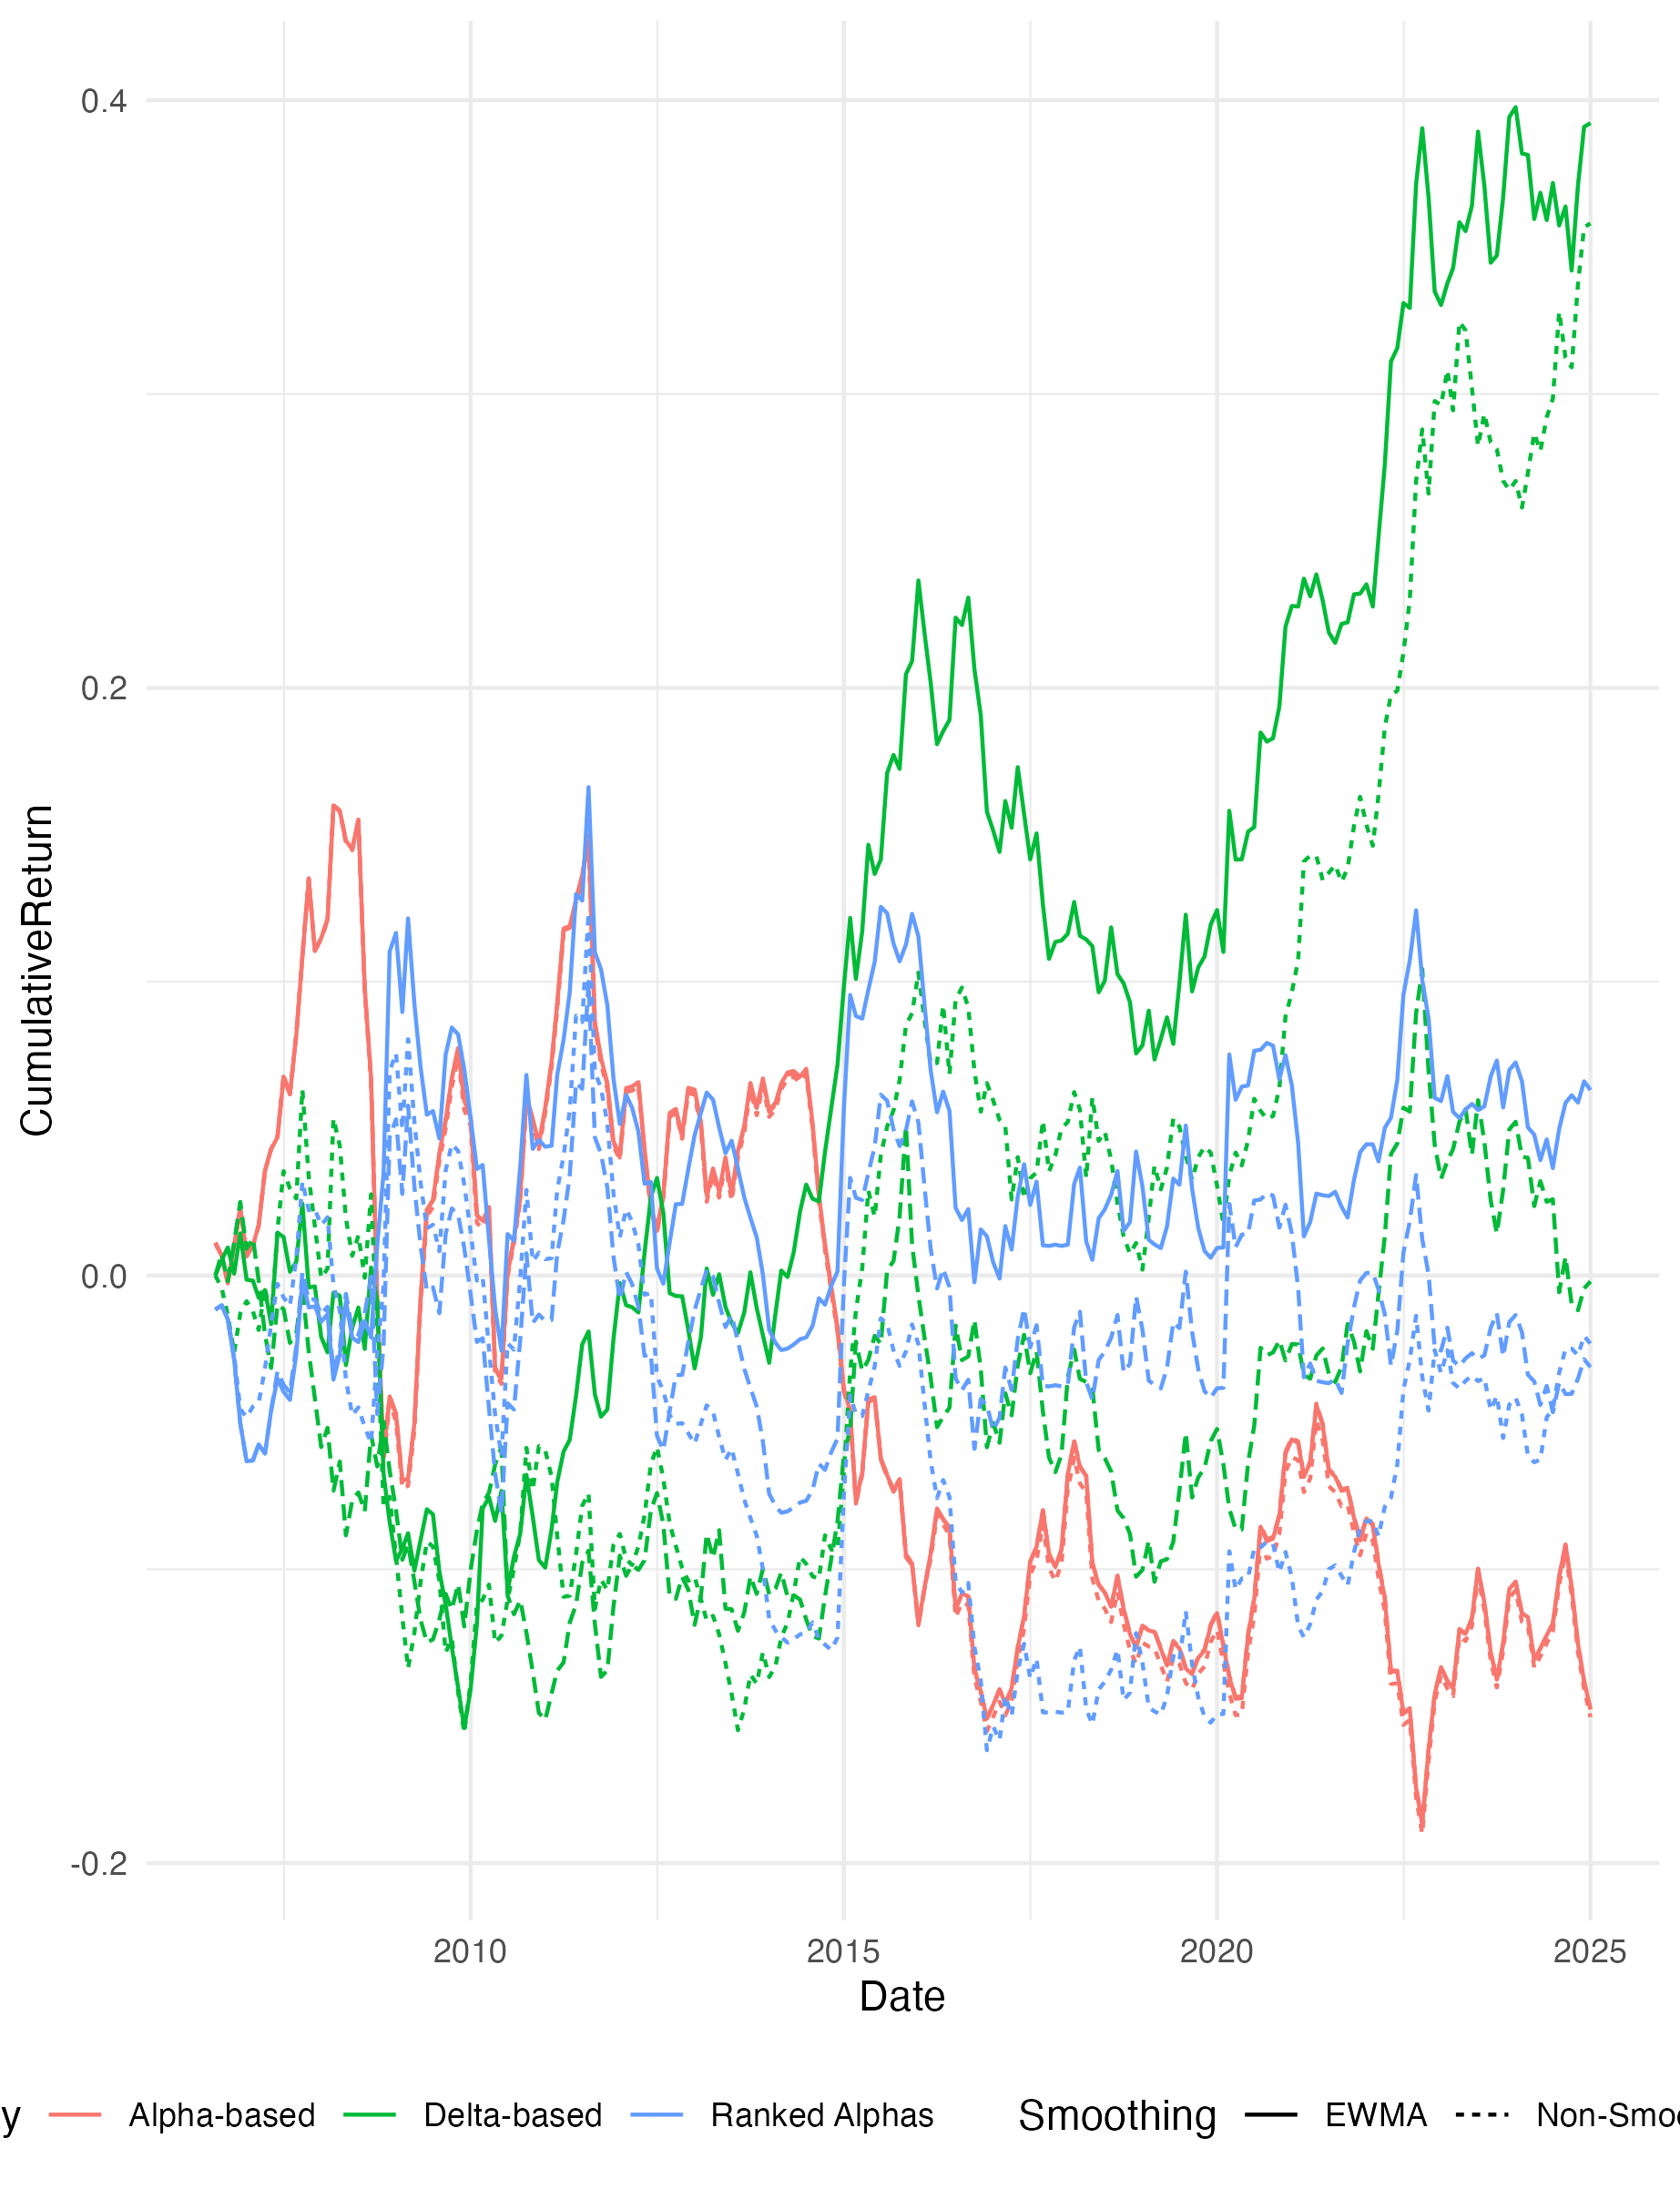 CumulativeReturn
0.4
0.2
0.0
-0.2
2010 2015 2020 2025
Date
y Alpha-based Delta-based Ranked Alphas Smoothing EWMA Non-Smoo